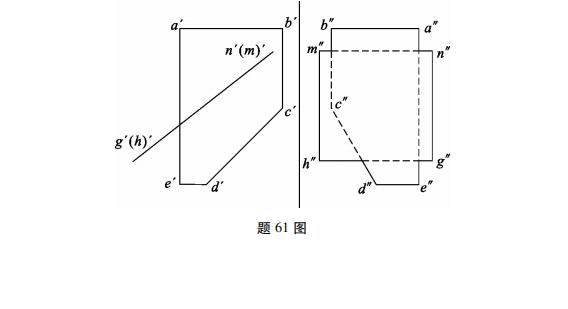 a′ b′ b″ a″
n′(m)′ m″ n″
c′ c″
g′(h)′ h″ g″
e′ d′ d″ e″
题 61 图